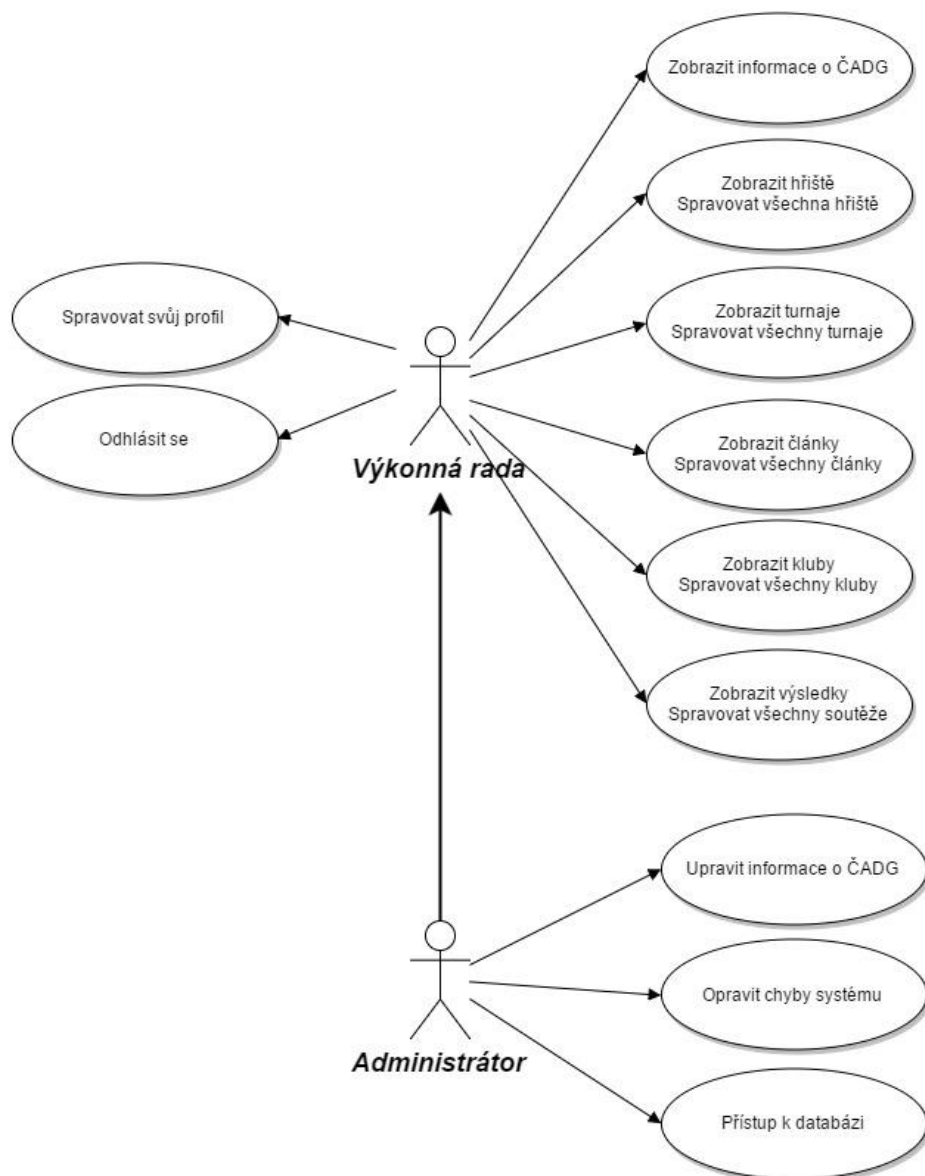 Zobrazit informace o ČADG
Zobrazit hřiště
Spravovat všechna hřiště
Spravovat svůj profil
Zobrazit turnaje
Spravovat všechny turnaje
Odhlásit se
Výkonná rada
Zobrazit články
Spravovat všechny články
Zobrazit kluby
Spravovat všechny kluby
Zobrazit výsledky
Spravovat všechny soutěže
Upravit informace o ČADG
Opravit chyby systému
Administrátor
Přístup k databázi